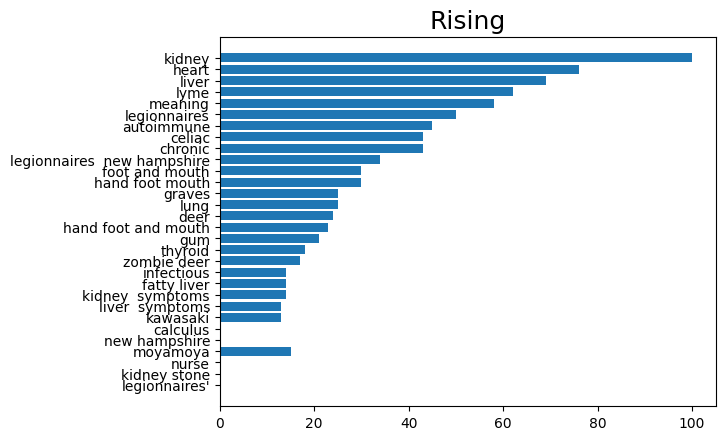 Rising
kidney
heart
liver
lyme
meaning
legionnaires
autoimmune
celiac
chronic
legionnaires  new hampshire
foot and mouth
hand foot mouth
graves
lung
deer
hand foot and mouth
gum
thyroid
zombie deer
infectious
fatty liver
kidney  symptoms
liver  symptoms
kawasaki
calculus
new hampshire
moyamoya
nurse
kidney stone
legionnaires'
0 20 40 60 80 100